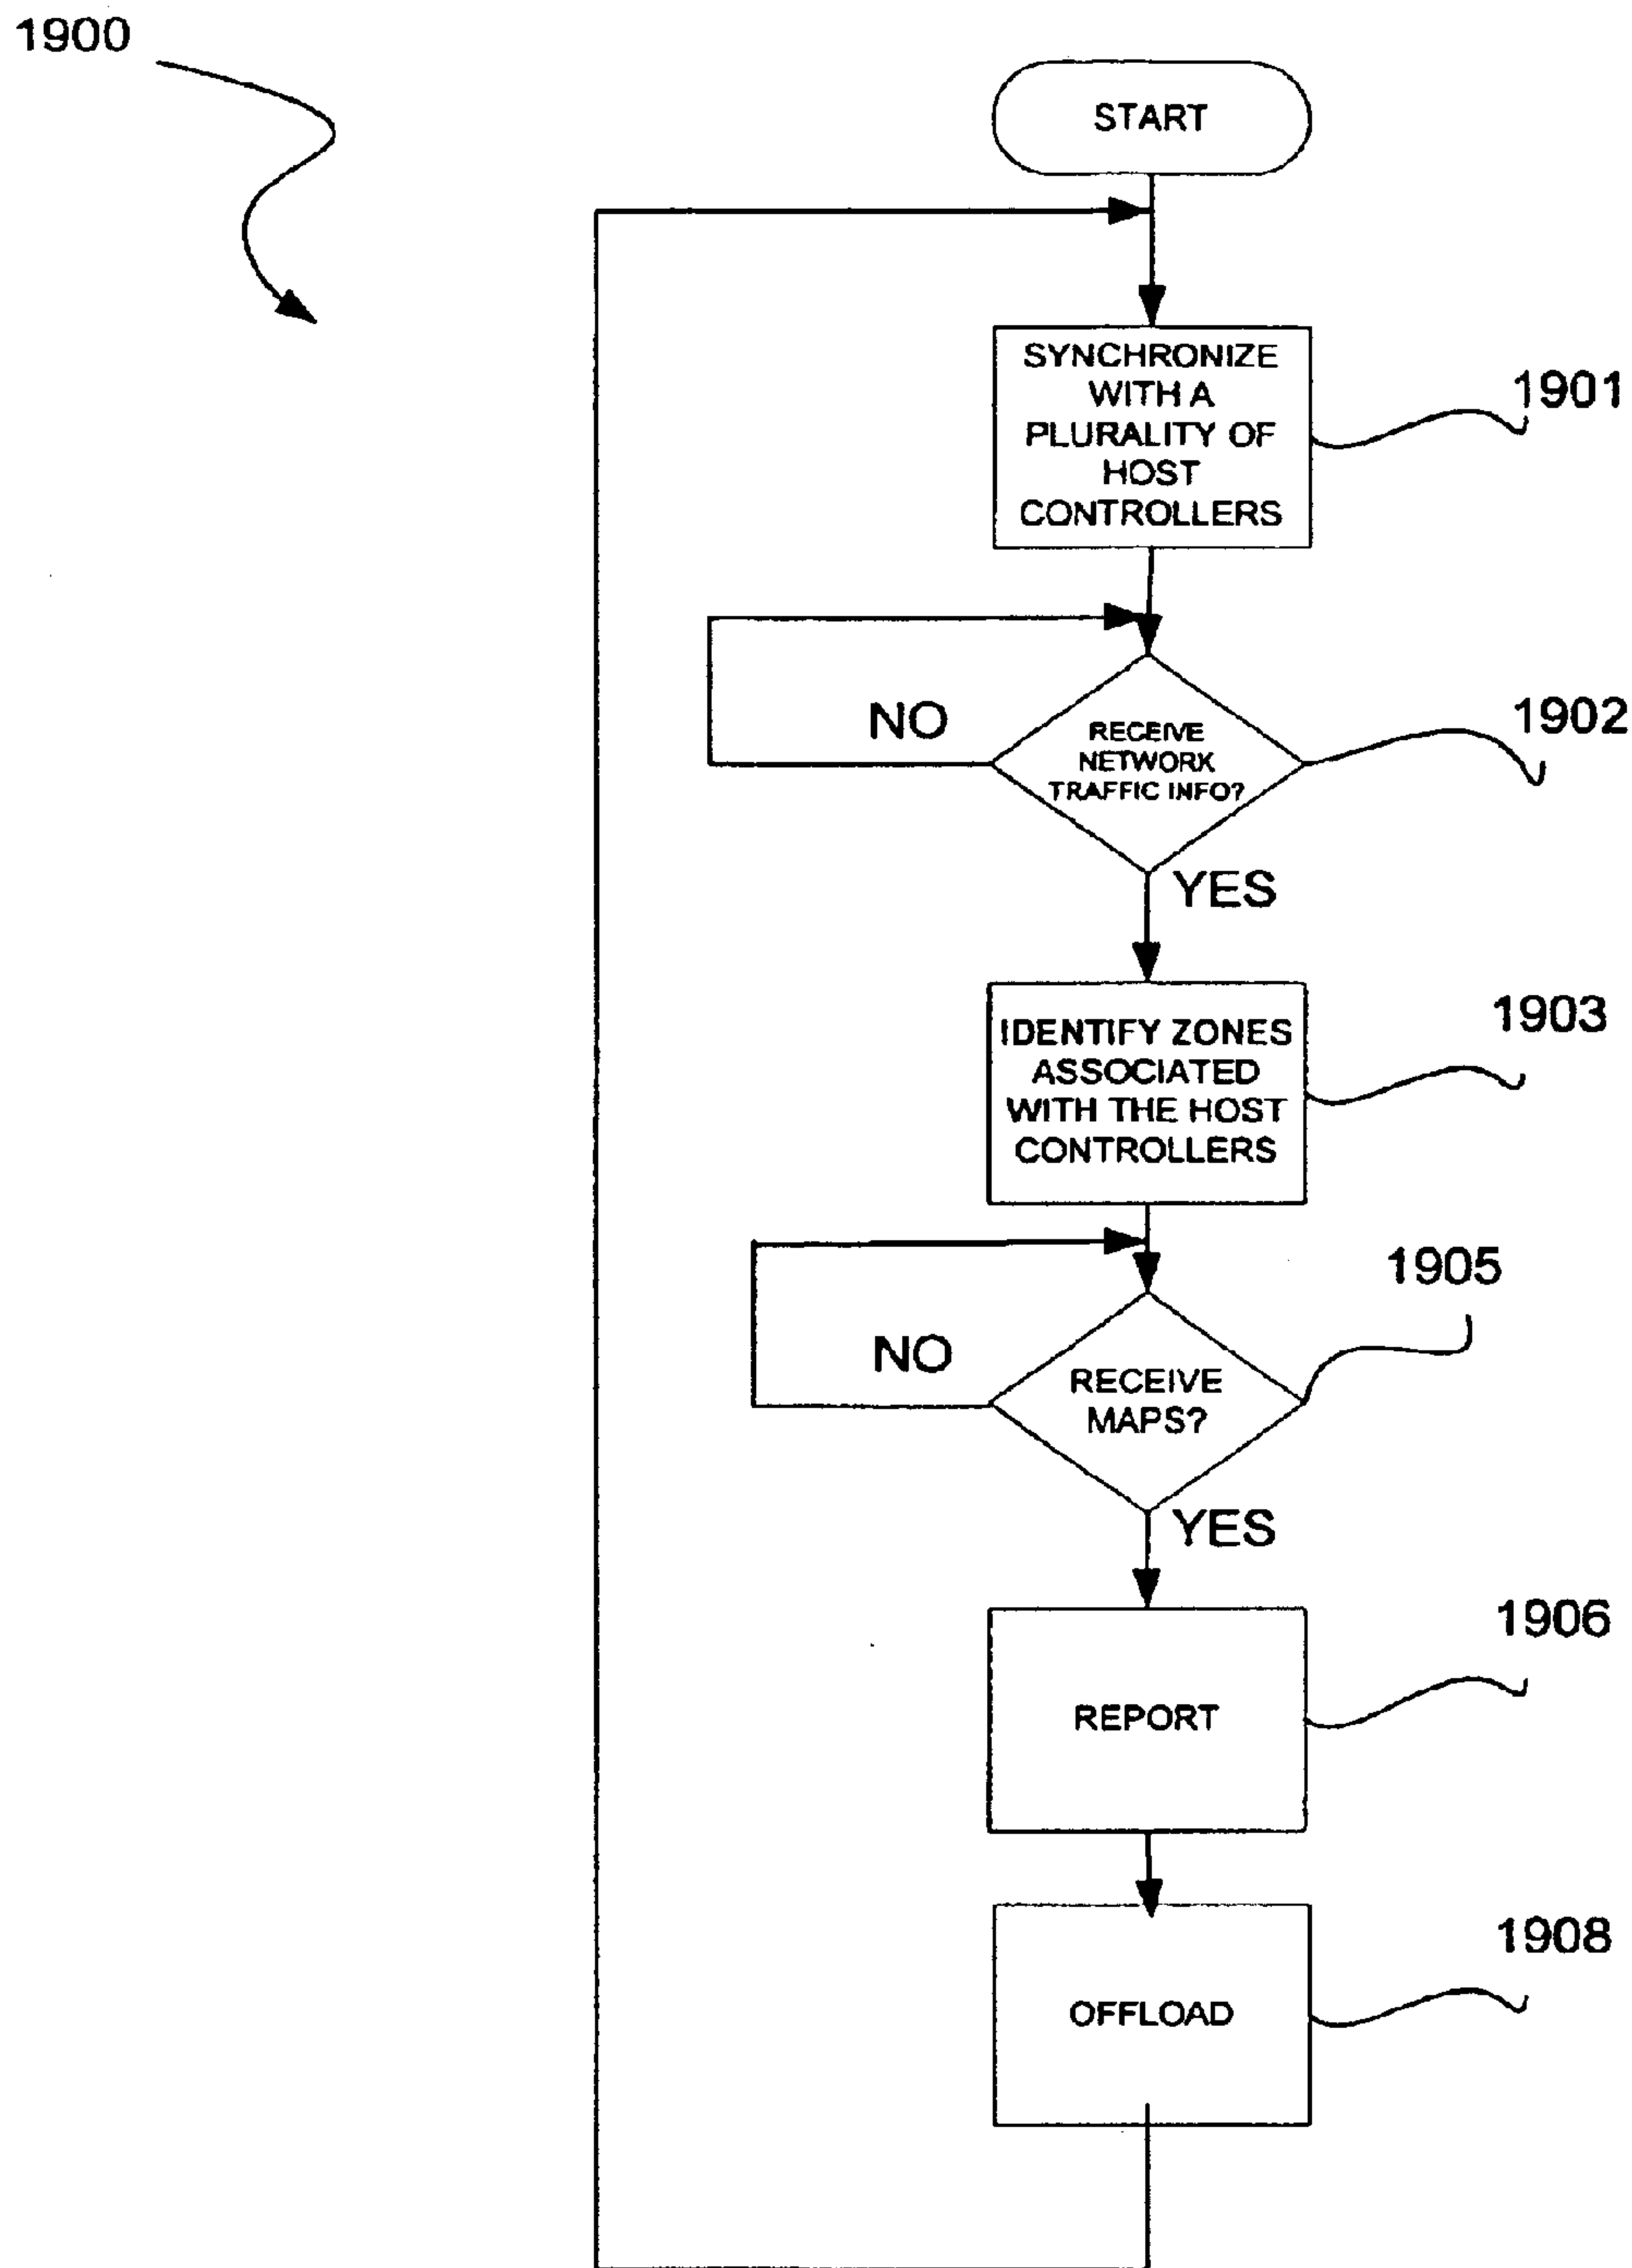 1900
START
SYNCHRONIZE
WITH A
PLURALITY OF
HOST
CONTROLLERS
1901
NO
RECEIVE
NETWORK
TRAFFIC INFO?
1902
YES
IDENTIFY ZONES
ASSOCIATED
WITH THE HOST
CONTROLLERS
1903
NO
RECEIVE
MAPS?
1905
YES
REPORT
1906
OFFLOAD
1908